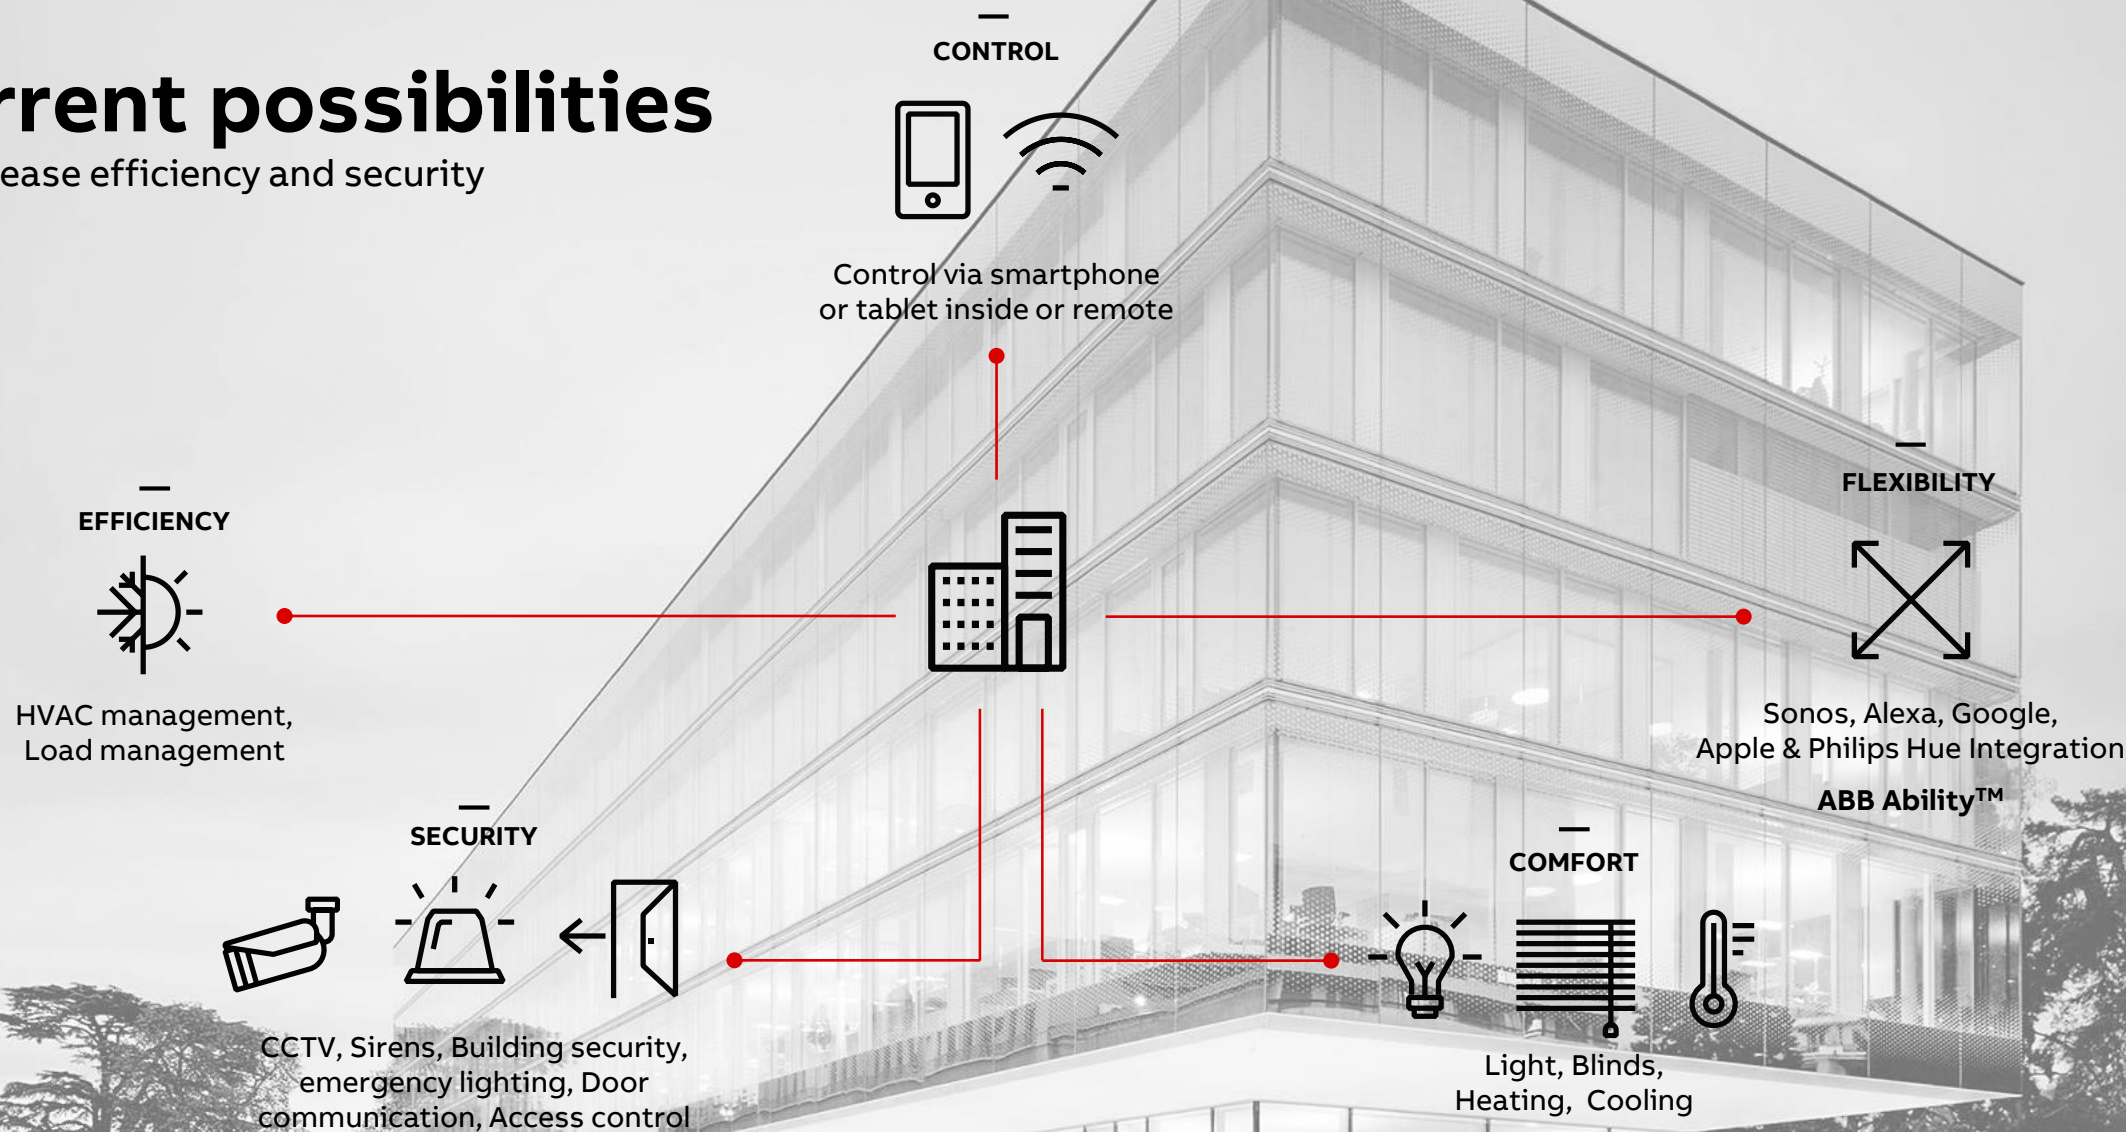 rrent possibilities
ease efficiency and security
CONTROL
Control via smartphone
or tablet inside or remote
EFFICIENCY
HVAC management,
Load management
FLEXIBILITY
Sonos, Alexa, Google,
Apple & Philips Hue Integration
ABB Ability™
SECURITY
CCTV, Sirens, Building security,
emergency lighting, Door
communication, Access control
COMFORT
Light, Blinds,
Heating, Cooling